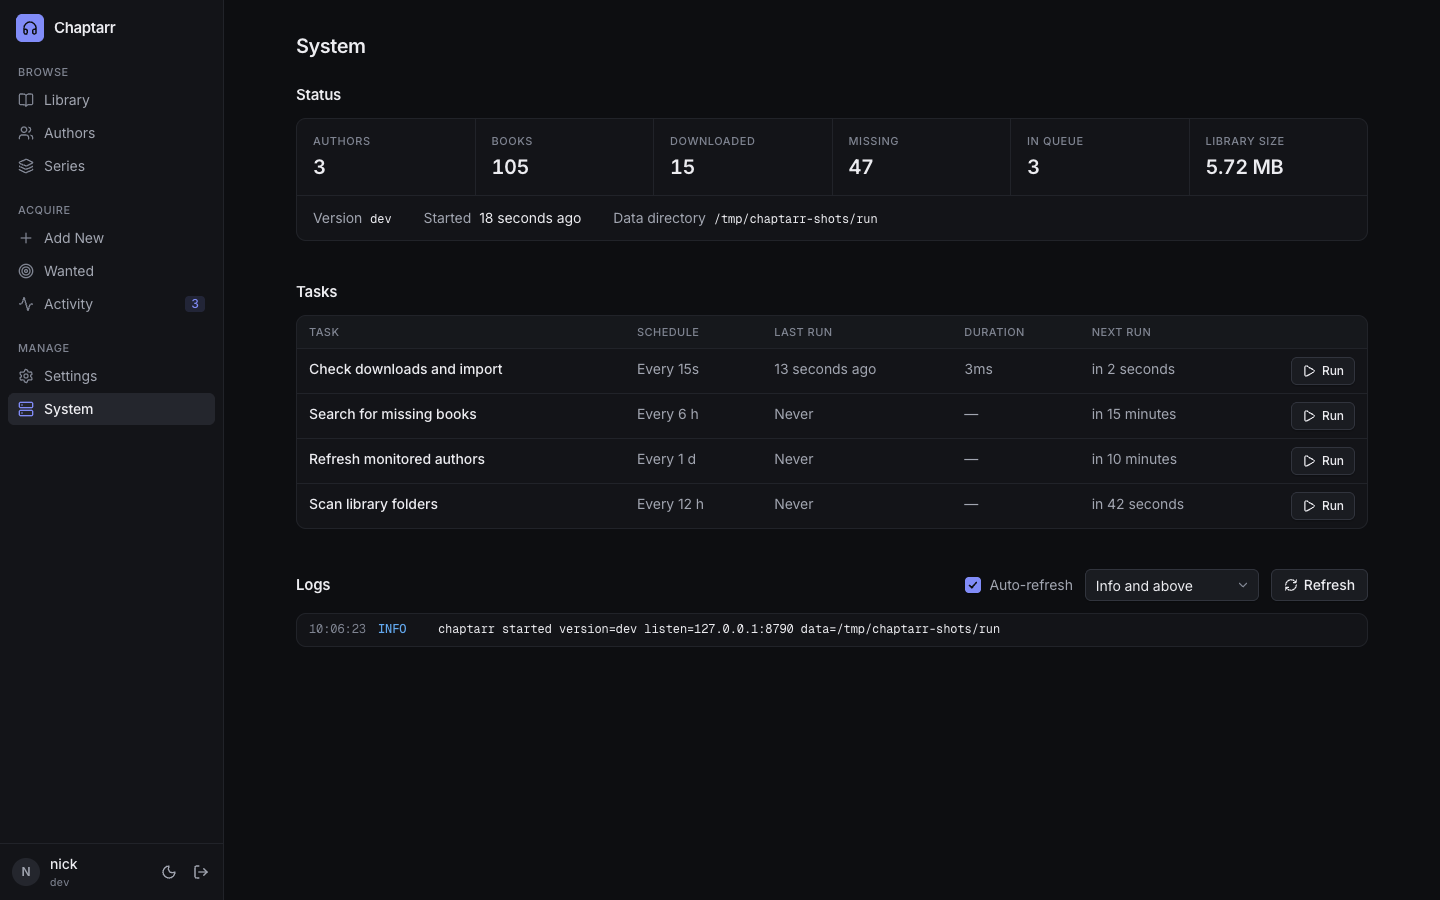 Chaptarr
BROWSE
Library
Authors
Series
ACQUIRE
Add New
Wanted
Activity 3
MANAGE
Settings
System
N nick
dev
System
Status
AUTHORS BOOKS DOWNLOADED MISSING IN QUEUE LIBRARY SIZE
3 105 15 47 3 5.72 MB
Version dev Started 18 seconds ago Data directory /tmp/chaptarr-shots/run
Tasks
TASK SCHEDULE LAST RUN DURATION NEXT RUN
Check downloads and import Every 15s 13 seconds ago 3ms in 2 seconds Run
Search for missing books Every 6 h Never — in 15 minutes Run
Refresh monitored authors Every 1 d Never — in 10 minutes Run
Scan library folders Every 12 h Never — in 42 seconds Run
Logs Auto-refresh Info and above Refresh
10:06:23 INFO chaptarr started version=dev listen=127.0.0.1:8790 data=/tmp/chaptarr-shots/run